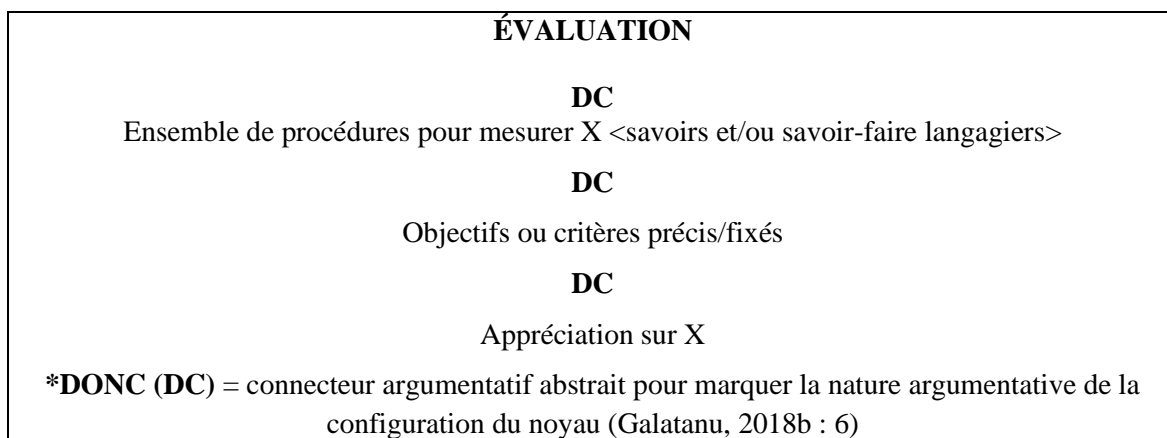 ÉVALUATION
DC
Ensemble de procédures pour mesurer X <savoirs et/ou savoir-faire langagiers>
DC
Objectifs ou critères précis/fixés
DC
Appréciation sur X
*DONC (DC) = connecteur argumentatif abstrait pour marquer la nature argumentative de la
configuration du noyau (Galatanu, 2018b : 6)